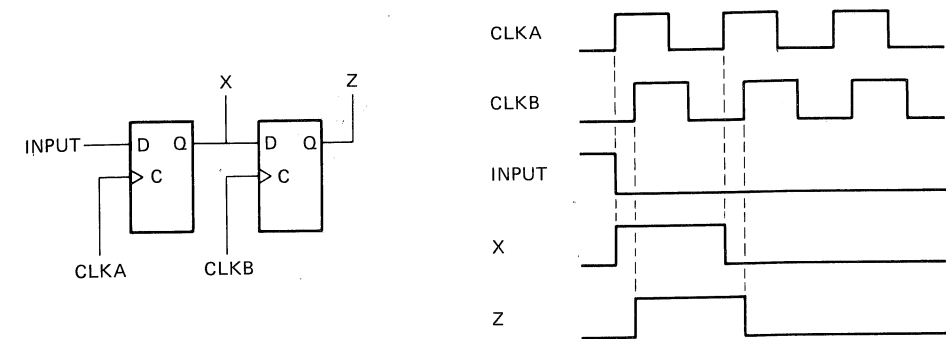 X
Z
INPUT
D Q
D Q
C
C
CLKA
CLKB
CLKA
CLKB
INPUT
X
Z